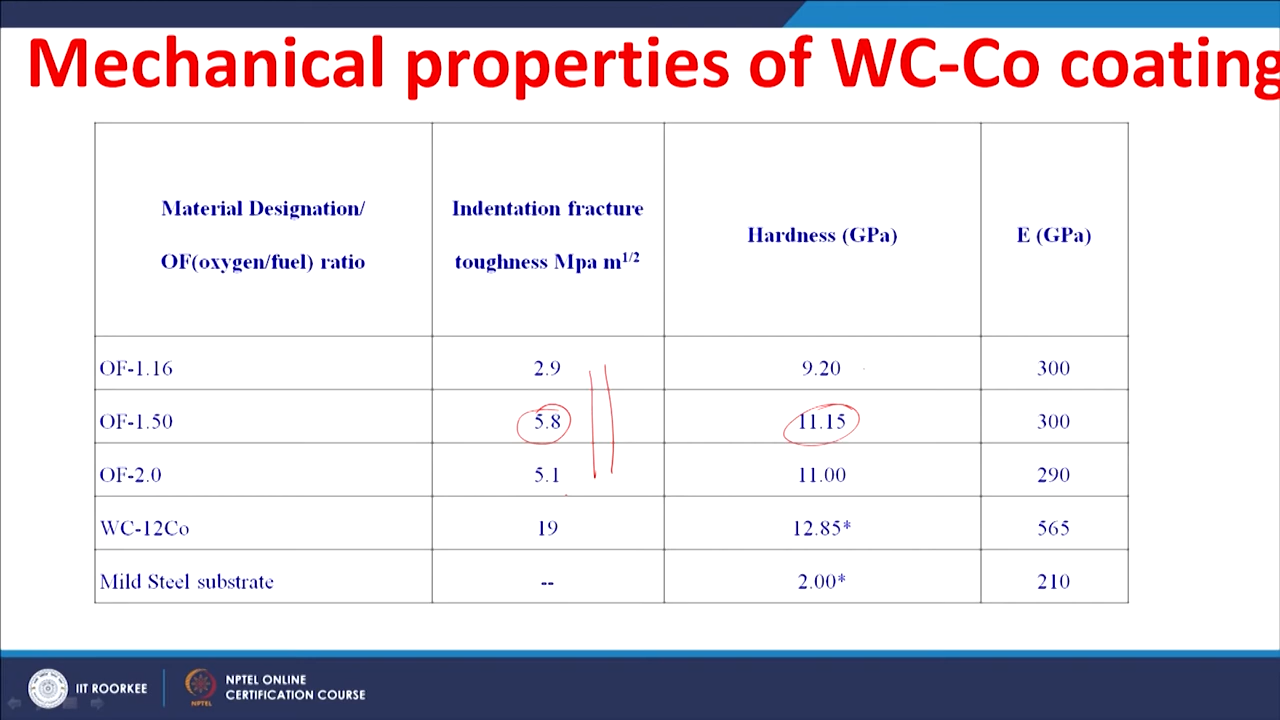 Mechanical properties of WC-Co coating
Material Designation/
OF(oxygen/fuel) ratio
Indentation fracture
toughness Mpa m1/2
Hardness (GPa)
E (GPa)
OF-1.16 2.9 9.20 300
OF-1.50 5.8 11.15 300
OF-2.0 5.1 11.00 290
WC-12Co 19 12.85* 565
Mild Steel substrate -- 2.00* 210
IIT ROORKEE
NPTEL
NPTEL ONLINE
CERTIFICATION COURSE